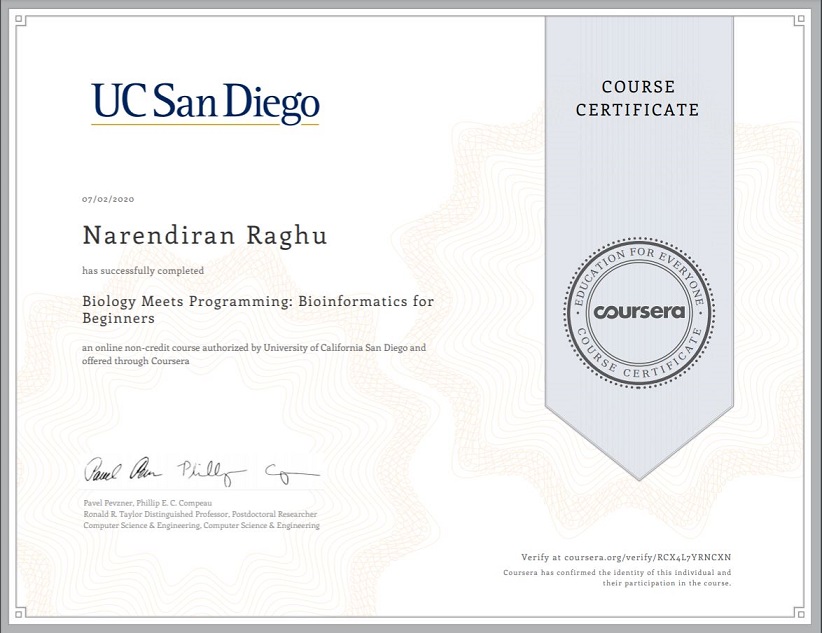 UC San Diego
COURSE
CERTIFICATE
07/02/2020
Narendiran Raghu
has successfully completed
Biology Meets Programming: Bioinformatics for
Beginners
an online non-credit course authorized by University of California San Diego and
offered through Coursera
EDUCATION FOR EVERYONE
coursera
COURSE CERTIFICATE
Pavel Pevzner, Phillip E. C. Compeau
Ronald R. Taylor Distinguished Professor, Postdoctoral Researcher
Computer Science & Engineering, Computer Science & Engineering
Verify at coursera.org/verify/RCX4L7YRNCXN
Coursera has confirmed the identity of this individual and
their participation in the course.